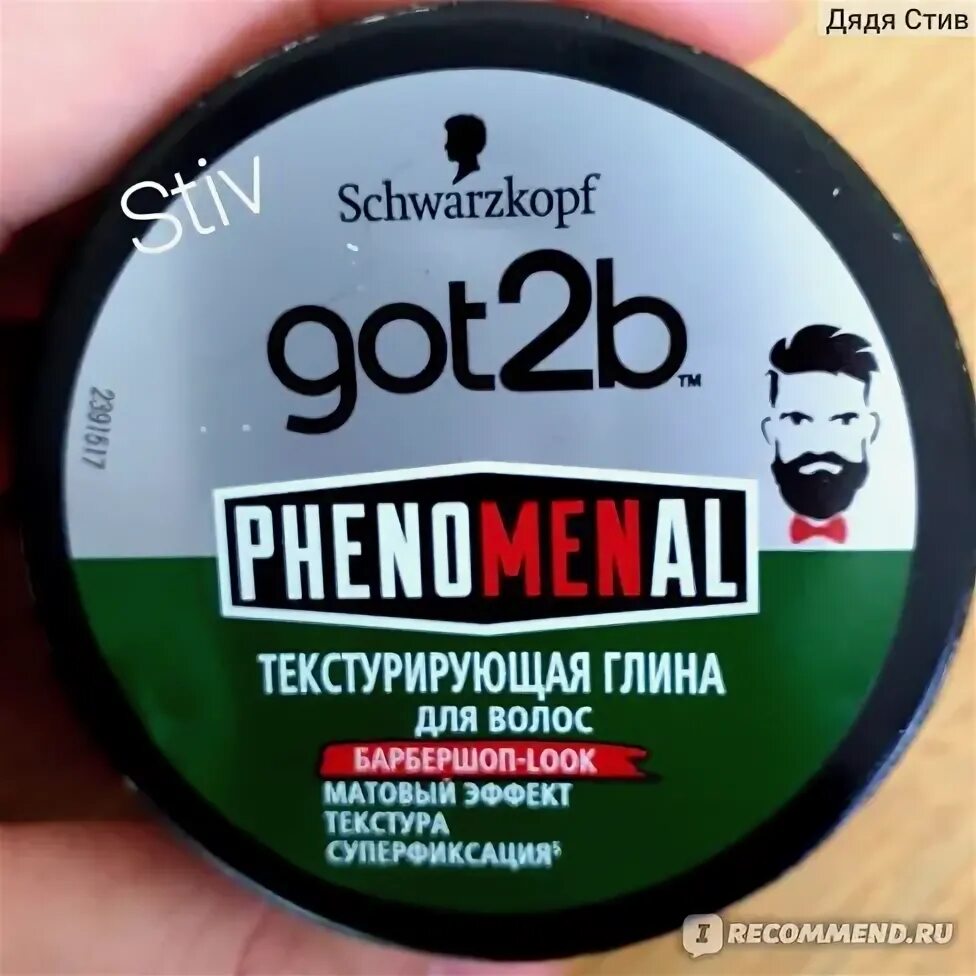 Дядя Стив
Stiv
Schwarzkopf
got2b™
2391617
PHENOMENAL
ТЕКСТУРИРУЮЩАЯ ГЛИНА
ДЛЯ ВОЛОС
БАРБЕРШОП-LOOK
МАТОВЫЙ ЭФФЕКТ
ТЕКСТУРА
СУПЕРФИКСАЦИЯ⁵
I RECOMMEND.RU